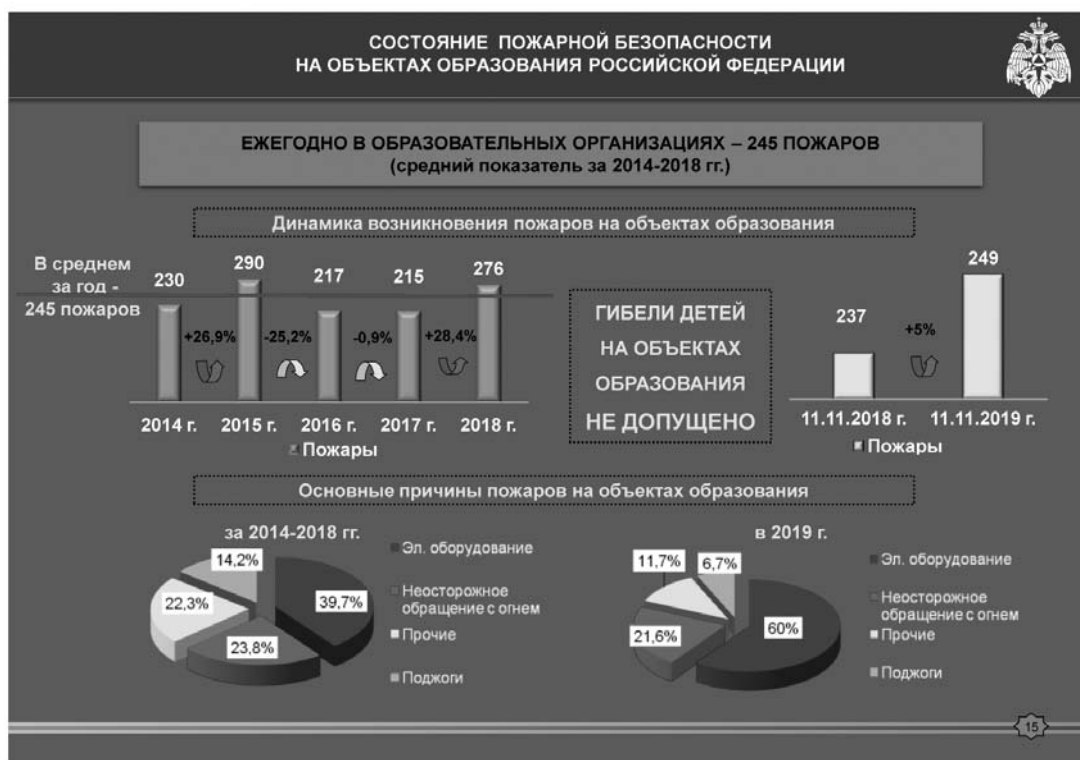 СОСТОЯНИЕ ПОЖАРНОЙ БЕЗОПАСНОСТИ
НА ОБЪЕКТАХ ОБРАЗОВАНИЯ РОССИЙСКОЙ ФЕДЕРАЦИИ
ЕЖЕГОДНО В ОБРАЗОВАТЕЛЬНЫХ ОРГАНИЗАЦИЯХ – 245 ПОЖАРОВ
(средний показатель за 2014-2018 гг.)
Динамика возникновения пожаров на объектах образования
В среднем
за год -
245 пожаров
230
290
217
215
276
+26,9%
-25,2%
-0,9%
+28,4%
2014 г.
2015 г.
2016 г.
2017 г.
2018 г.
Пожары
ГИБЕЛИ ДЕТЕЙ
НА ОБЪЕКТАХ
ОБРАЗОВАНИЯ
НЕ ДОПУЩЕНО
237
+5%
249
11.11.2018 г.
11.11.2019 г.
Пожары
Основные причины пожаров на объектах образования
за 2014-2018 гг.
14,2%
22,3%
39,7%
23,8%
Эл. оборудование
Неосторожное
обращение с огнем
Прочие
Поджоги
в 2019 г.
11,7%
6,7%
21,6%
60%
Эл. оборудование
Неосторожное
обращение с огнем
Прочие
Поджоги
15